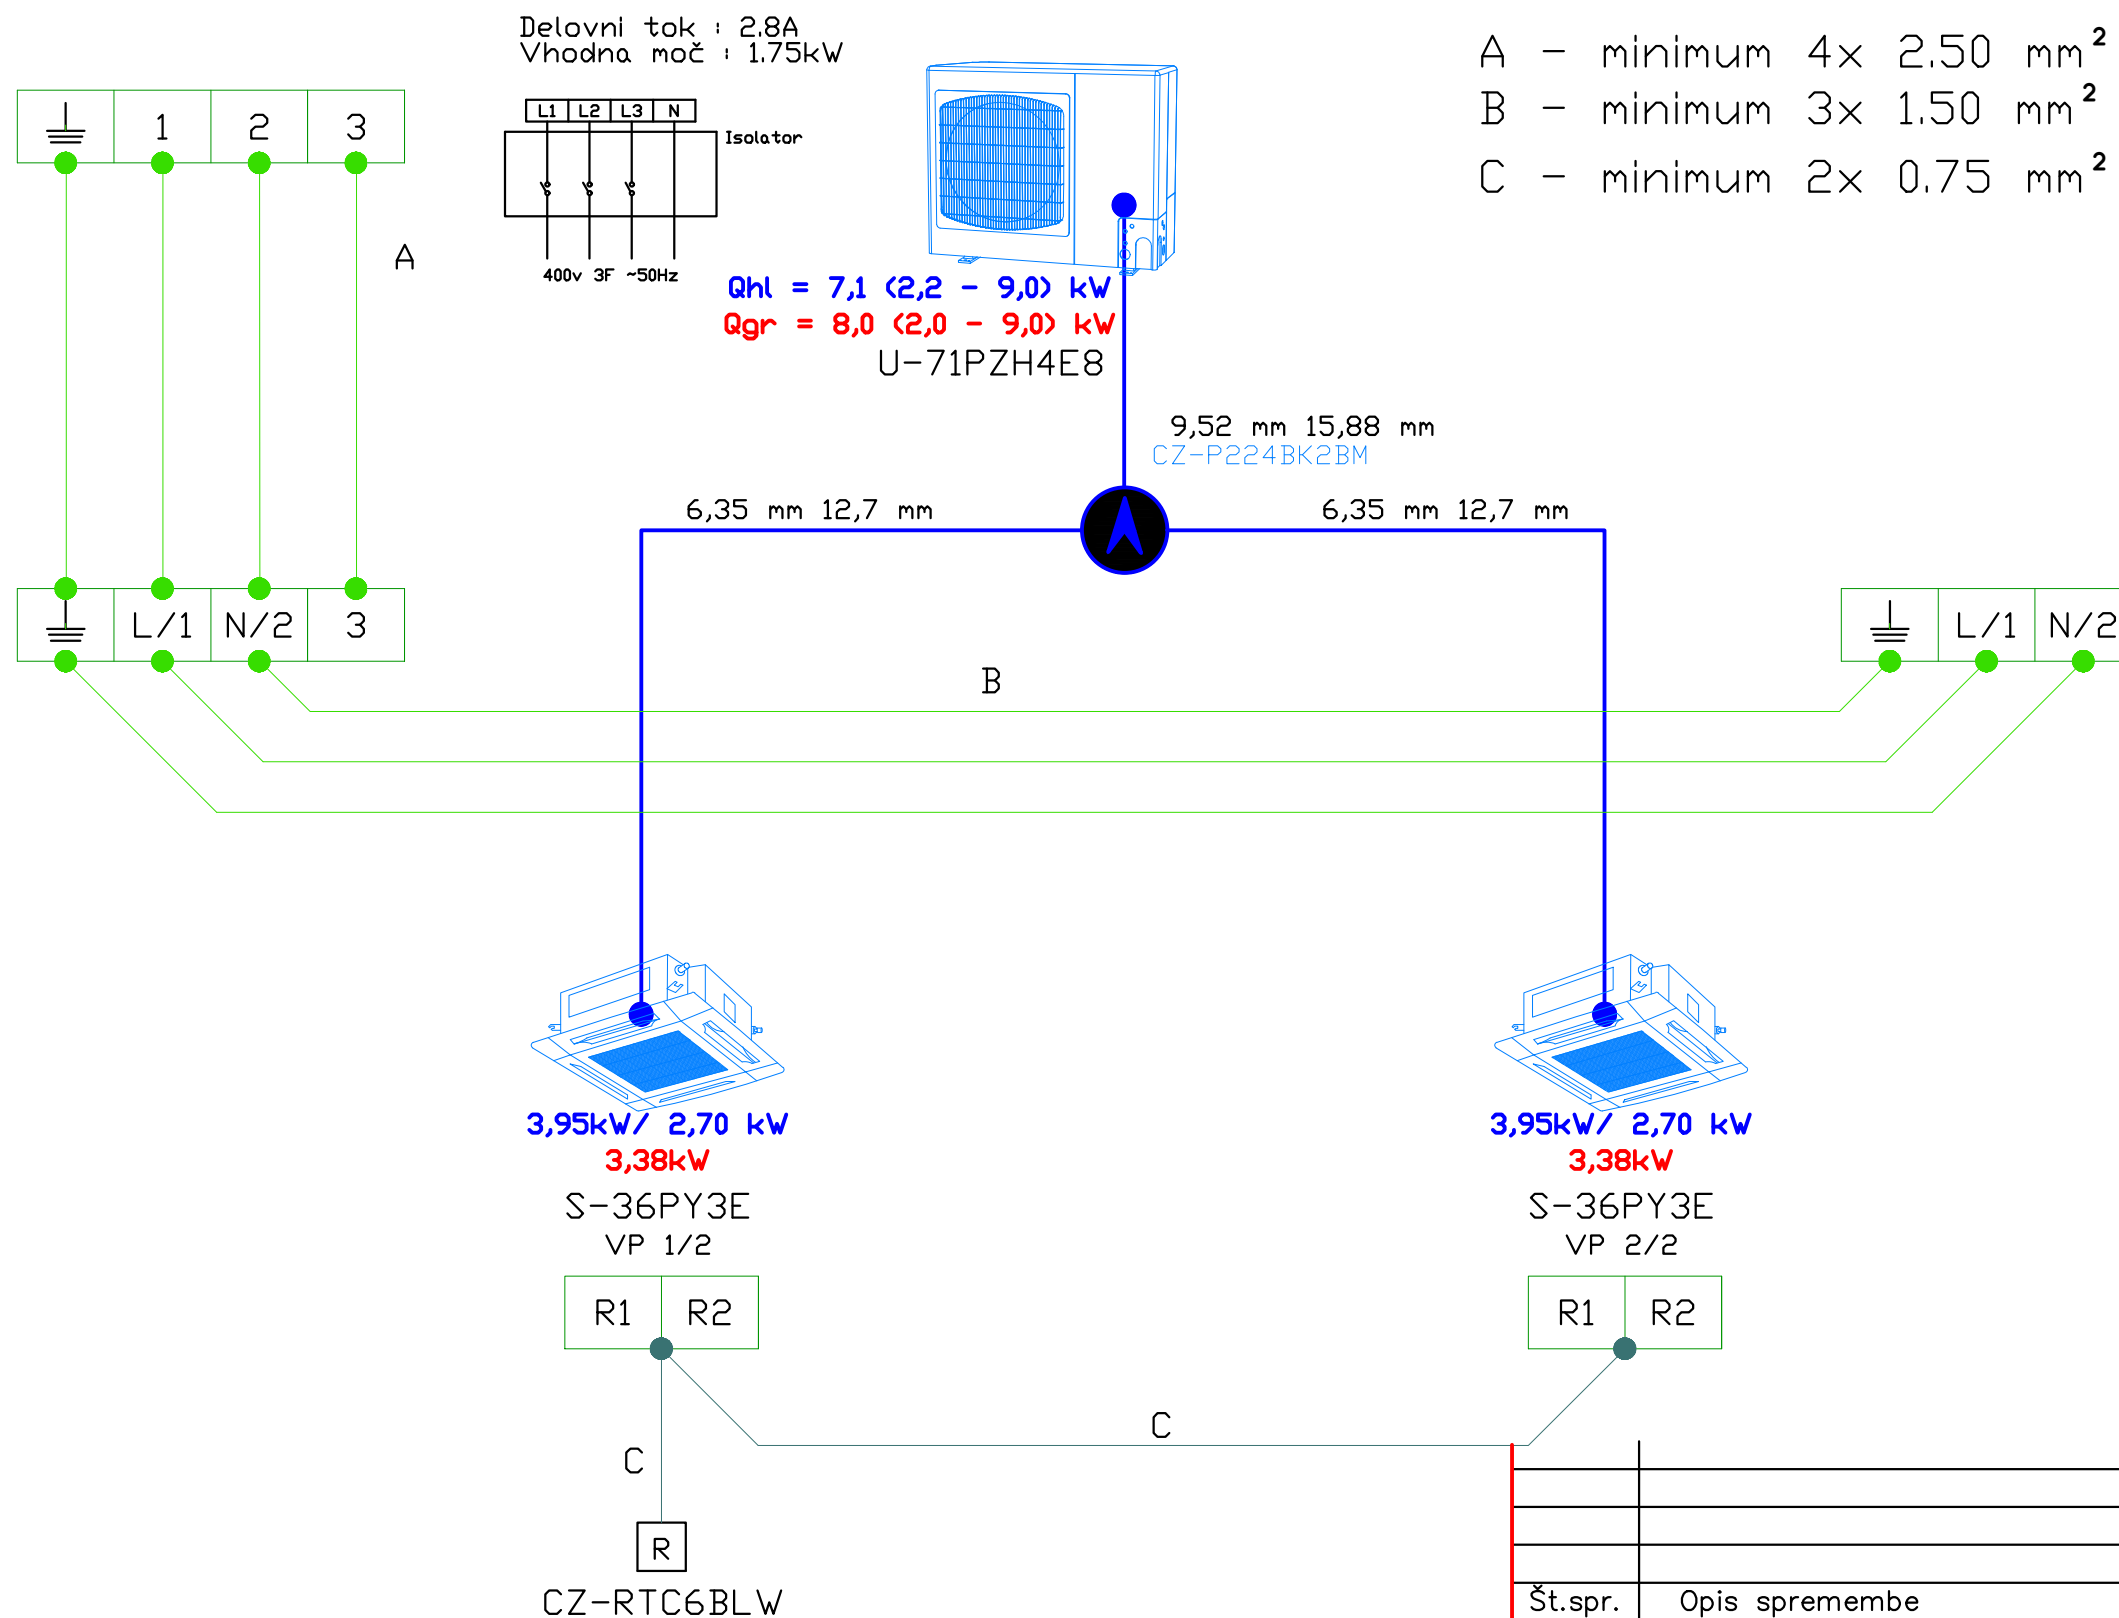 Delovni tok : 2.8A
Vhodna moč : 1.75kW
A - minimum 4x 2.50 mm²
B - minimum 3x 1.50 mm²
C - minimum 2x 0.75 mm²
1 2 3
L1 L2 L3 N
Isolator
400v 3F ~50Hz
A
Qhl = 7,1 (2,2 - 9,0) kW
Qgr = 8,0 (2,0 - 9,0) kW
U-71PZH4E8
9,52 mm 15,88 mm
CZ-P224BK2BM
6,35 mm 12,7 mm
6,35 mm 12,7 mm
L/1 N/2 3
L/1 N/2
B
3,95kW/ 2,70 kW
3,38kW
S-36PY3E
VP 1/2
R1 R2
3,95kW/ 2,70 kW
3,38kW
S-36PY3E
VP 2/2
R1 R2
C
C
R
CZ-RTC6BLW
Št.spr. Opis spremembe